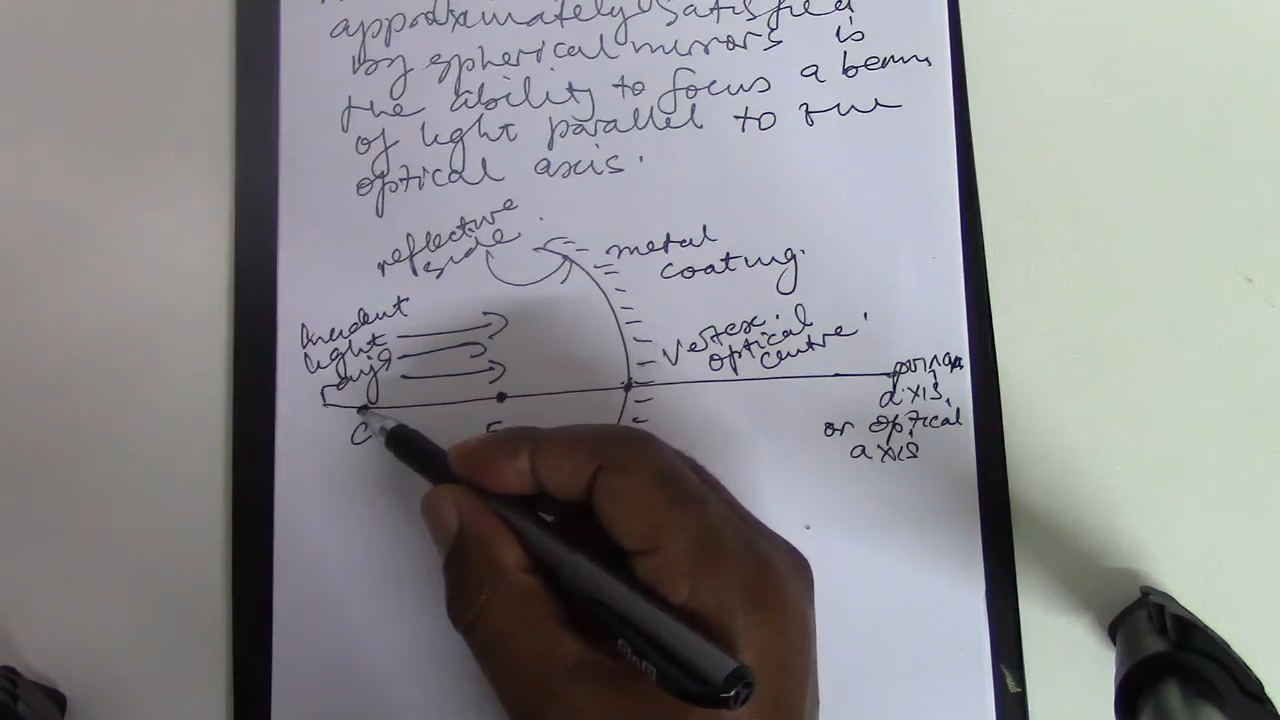 approximately satisfied
by spherical mirrors is
the ability to focus a beam
of light parallel to the
optical axis.
reflective
side
metal
coating.
Incident
light
rays
Vertex.
optical
centre.
C
F
axis,
or optical
axis